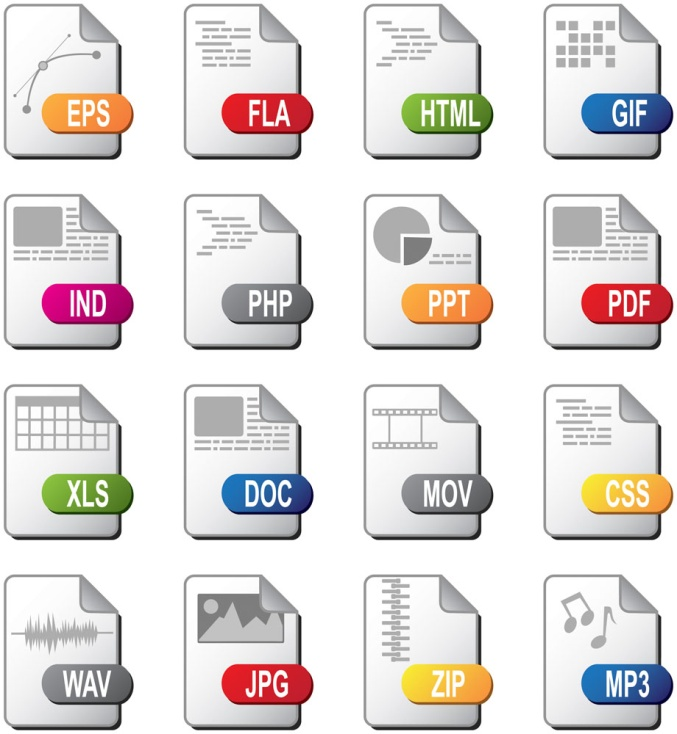 EPS
FLA
HTML
GIF
IND
PHP
PPT
PDF
XLS
DOC
MOV
CSS
WAV
JPG
ZIP
MP3